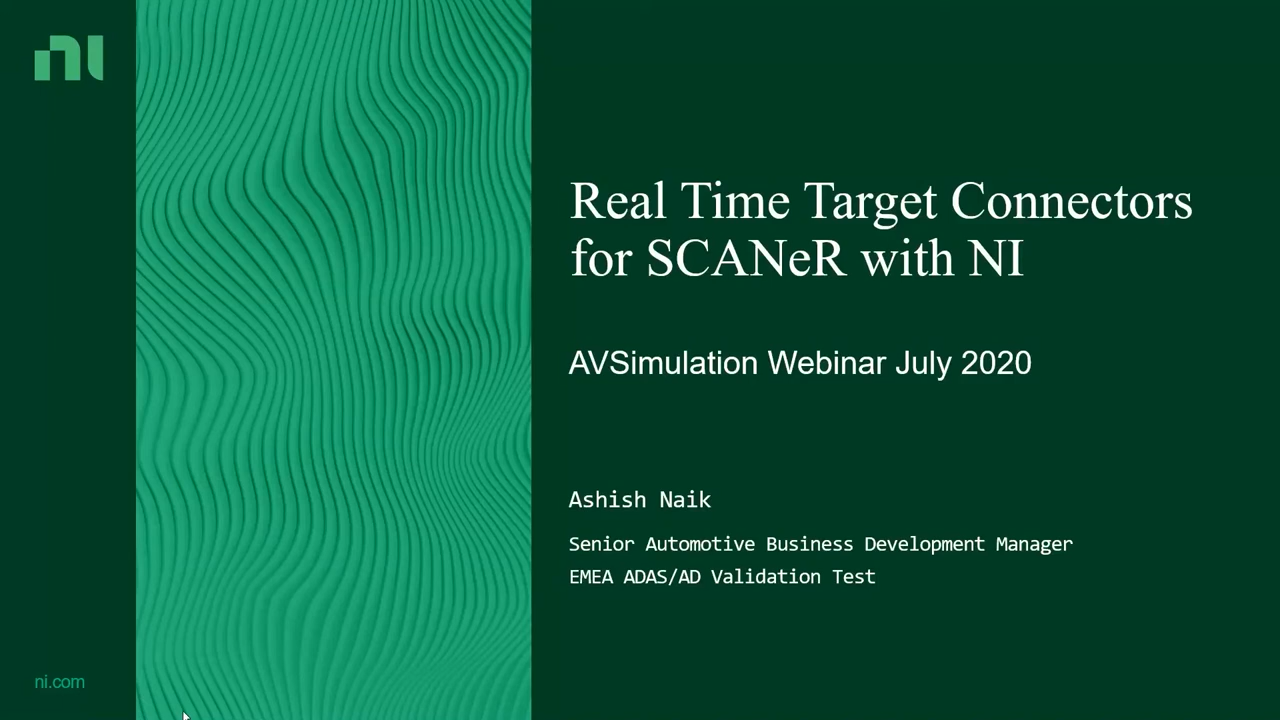 ni
Real Time Target Connectors
for SCANeR with NI
AVSimulation Webinar July 2020
Ashish Naik
Senior Automotive Business Development Manager
EMEA ADAS/AD Validation Test
ni.com